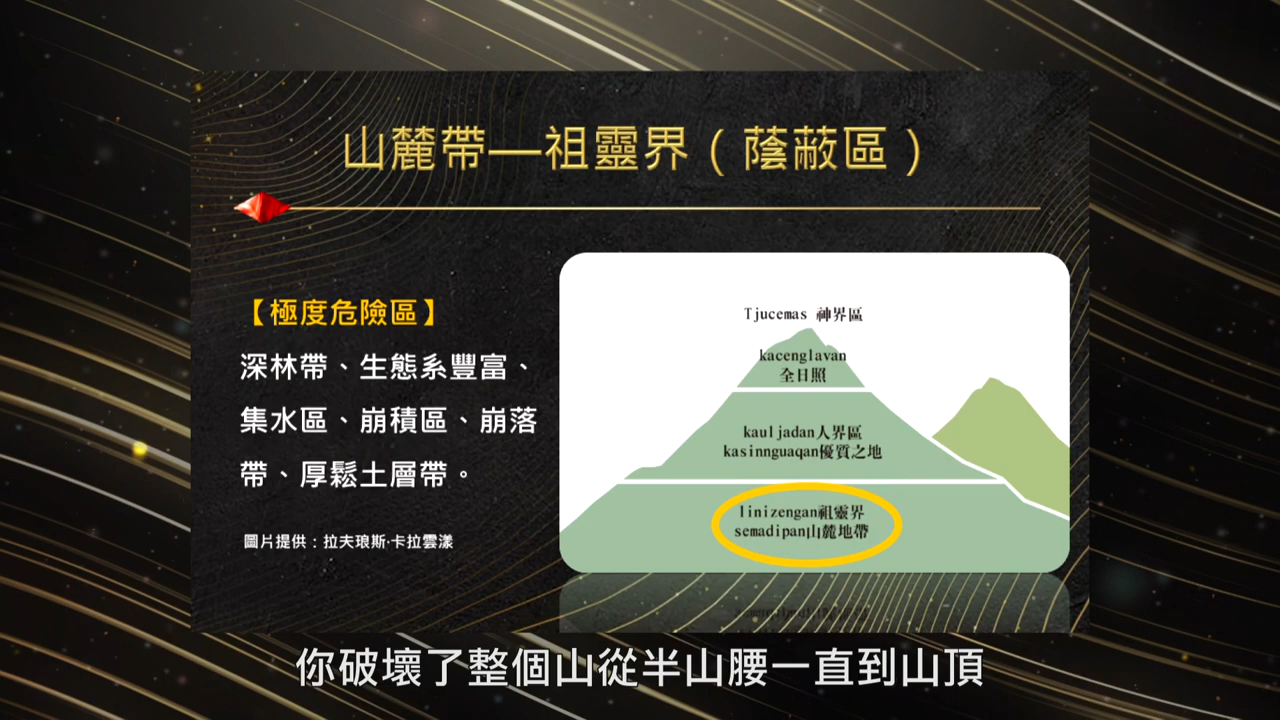 山麓帶—祖靈界（蔭蔽區）
【極度危險區】
深林帶、生態系豐富、
集水區、崩積區、崩落
帶、厚鬆土層帶。
圖片提供：拉夫琅斯·卡拉雲漾
Tjucemas 神界區
kacenglavan
全日照
kauljadan人界區
kasinnguaqan優質之地
linizengan祖靈界
semadipan山麓地帶
你破壞了整個山從半山腰一直到山頂